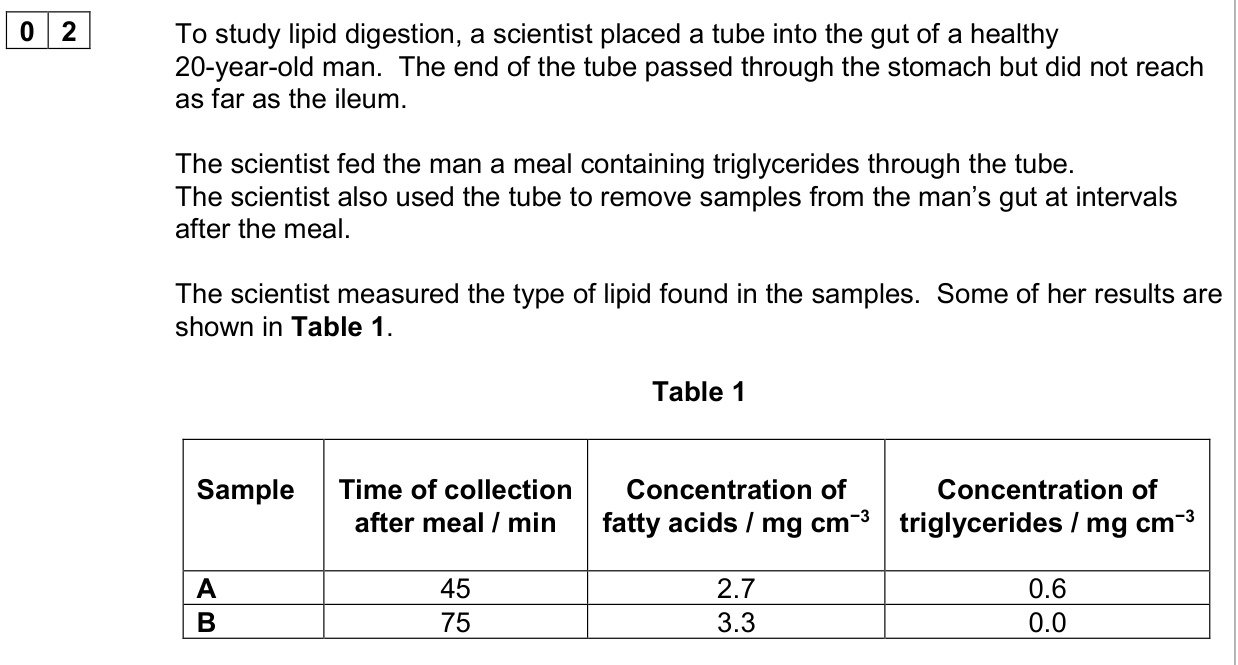 0 2
To study lipid digestion, a scientist placed a tube into the gut of a healthy
20-year-old man. The end of the tube passed through the stomach but did not reach
as far as the ileum.
The scientist fed the man a meal containing triglycerides through the tube.
The scientist also used the tube to remove samples from the man’s gut at intervals
after the meal.
The scientist measured the type of lipid found in the samples. Some of her results are
shown in Table 1.
Table 1
Sample Time of collection after meal / min Concentration of fatty acids / mg cm⁻³ Concentration of triglycerides / mg cm⁻³
A 45 2.7 0.6
B 75 3.3 0.0